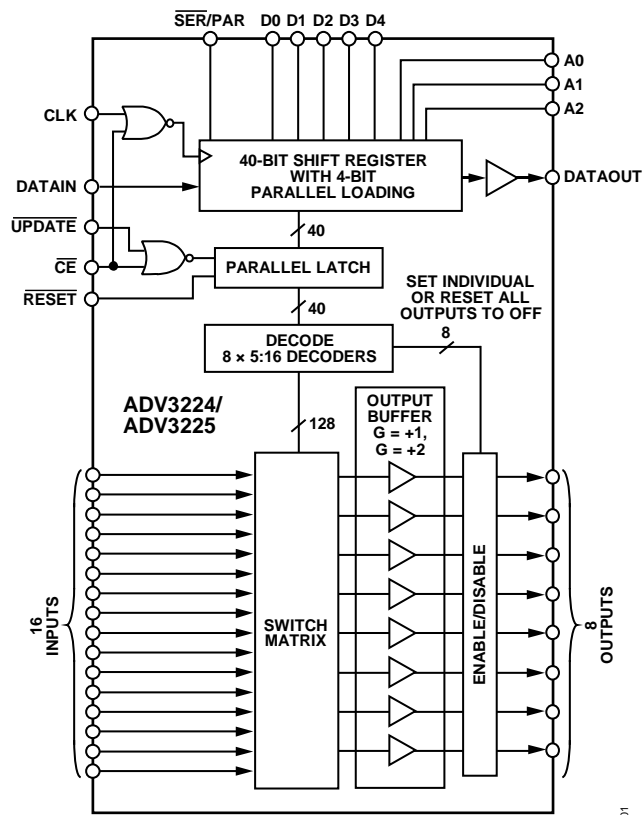 SER/PAR D0 D1 D2 D3 D4
A0
A1
A2
CLK
40-BIT SHIFT REGISTER
WITH 4-BIT
PARALLEL LOADING
DATAIN
DATAOUT
UPDATE
40
CE
PARALLEL LATCH
RESET
SET INDIVIDUAL
OR RESET ALL
OUTPUTS TO OFF
40
8
DECODE
8 × 5:16 DECODERS
ADV3224/
ADV3225
128
OUTPUT
BUFFER
G = +1,
G = +2
16
INPUTS
SWITCH
MATRIX
ENABLE/DISABLE
8
OUTPUTS